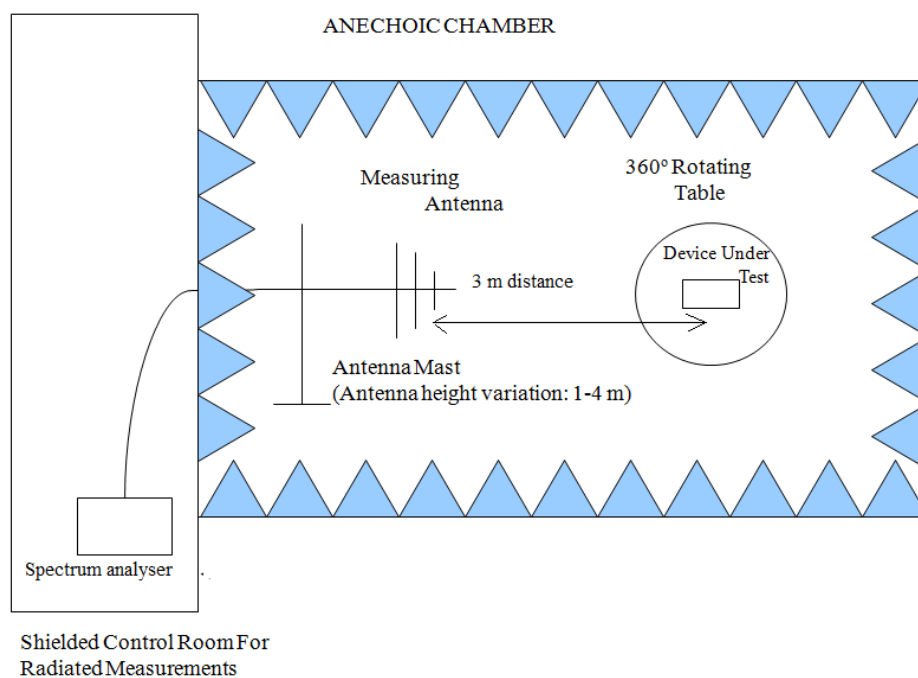 ANECHOIC CHAMBER
Measuring
Antenna
360º Rotating
Table
Device Under
Test
3 m distance
Antenna Mast
(Antenna height variation: 1-4 m)
Spectrum analyser
Shielded Control Room For
Radiated Measurements